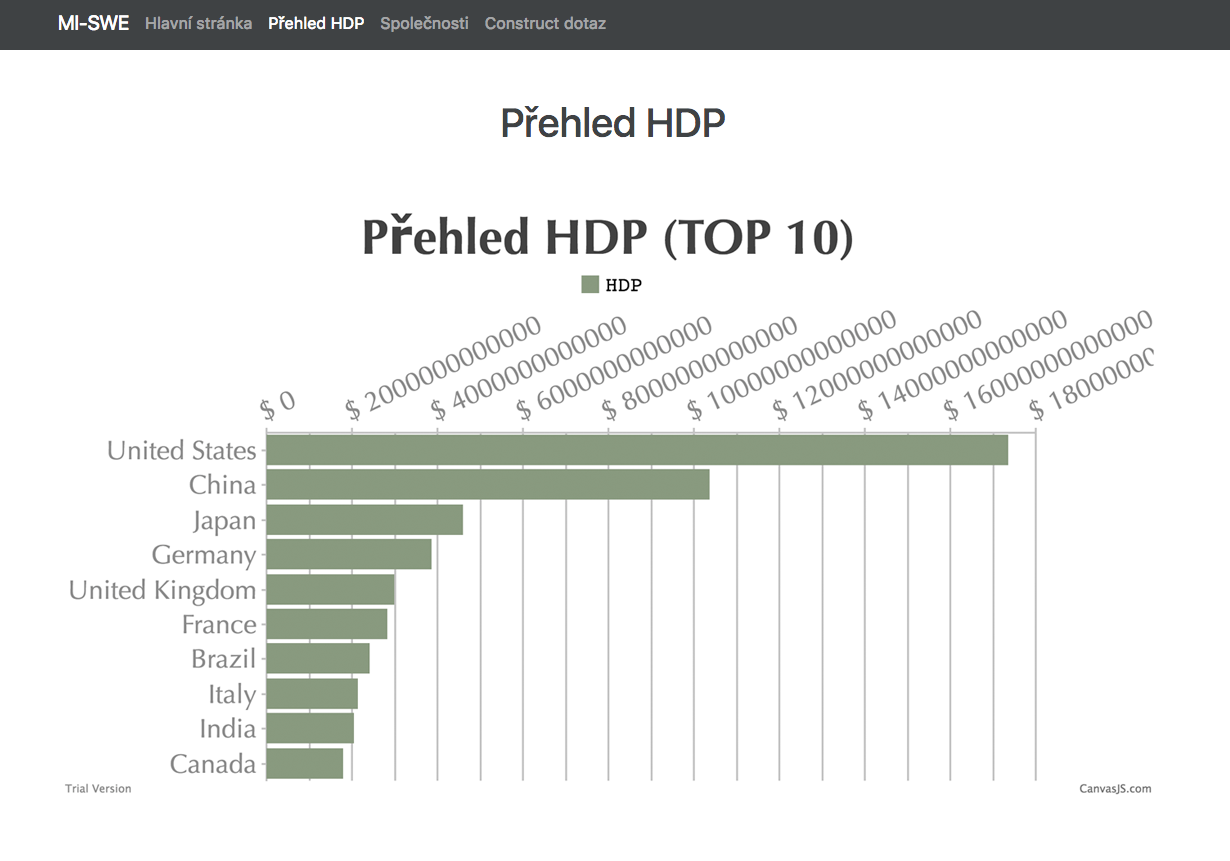 MI-SWE Hlavní stránka Přehled HDP Společnosti Construct dotaz
Přehled HDP
Přehled HDP (TOP 10)
HDP
$ 0
$ 2000000000000
$ 4000000000000
$ 6000000000000
$ 8000000000000
$ 10000000000000
$ 12000000000000
$ 14000000000000
$ 16000000000000
United States
China
Japan
Germany
United Kingdom
France
Brazil
Italy
India
Canada
Trial Version
CanvasJS.com